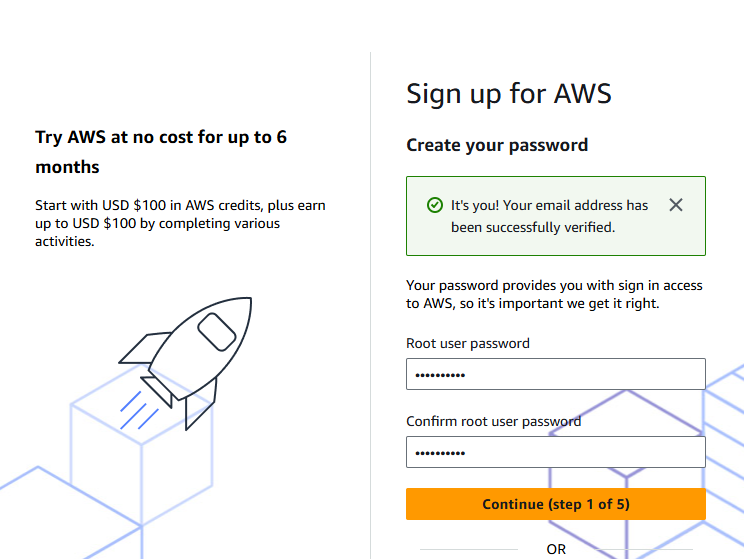 Try AWS at no cost for up to 6
months
Start with USD $100 in AWS credits, plus earn
up to USD $100 by completing various
activities.
Sign up for AWS
Create your password
It's you! Your email address has
been successfully verified.
Your password provides you with sign in access
to AWS, so it's important we get it right.
Root user password
••••••••••
Confirm root user password
••••••••••
Continue (step 1 of 5)
OR